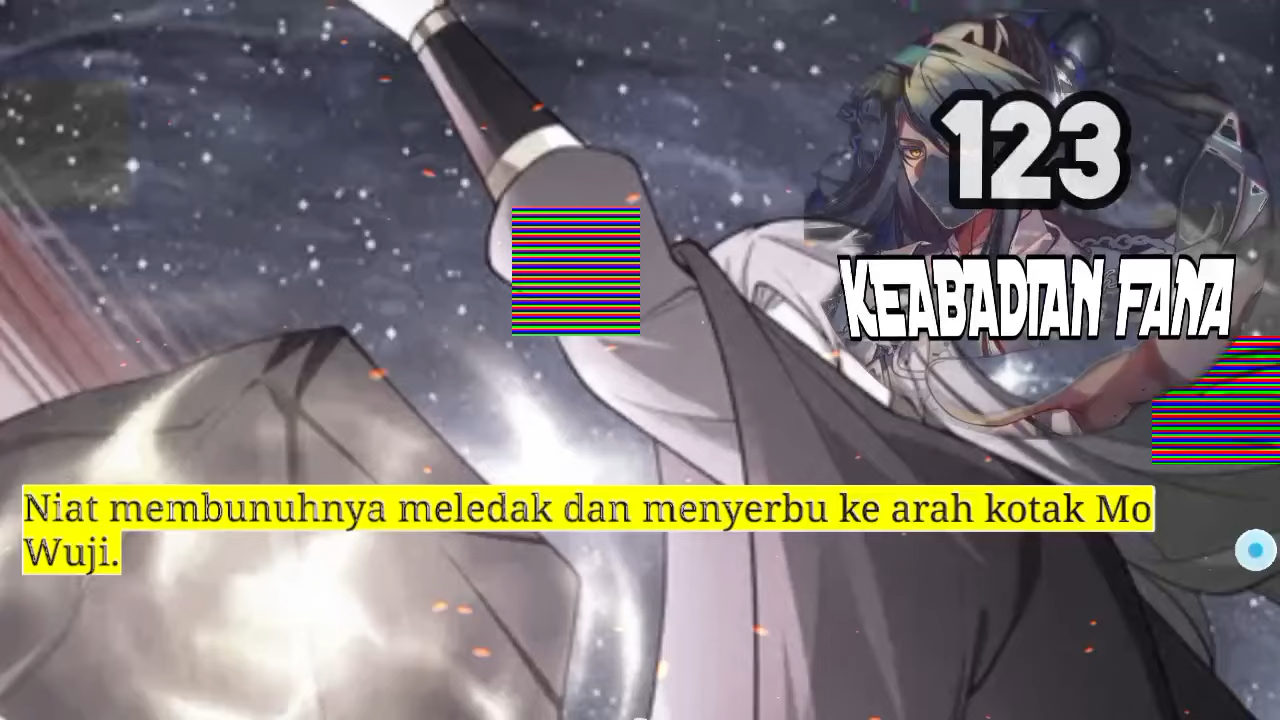 123
KEABADIAN FANA
Niat membunuhnya meledak dan menyerbu ke arah kotak Mo
Wuji.